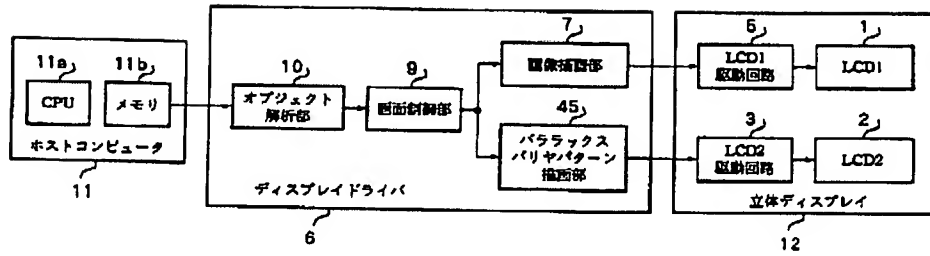 11a
11b
CPU
メモリ
ホストコンピュータ
11
10
オブジェクト
解析部
9
画面制御部
7
画像描画部
45
パララックス
バリヤパターン
描画部
ディスプレイドライバ
6
5
LCD1
駆動回路
1
LCD1
3
LCD2
駆動回路
2
LCD2
立体ディスプレイ
12